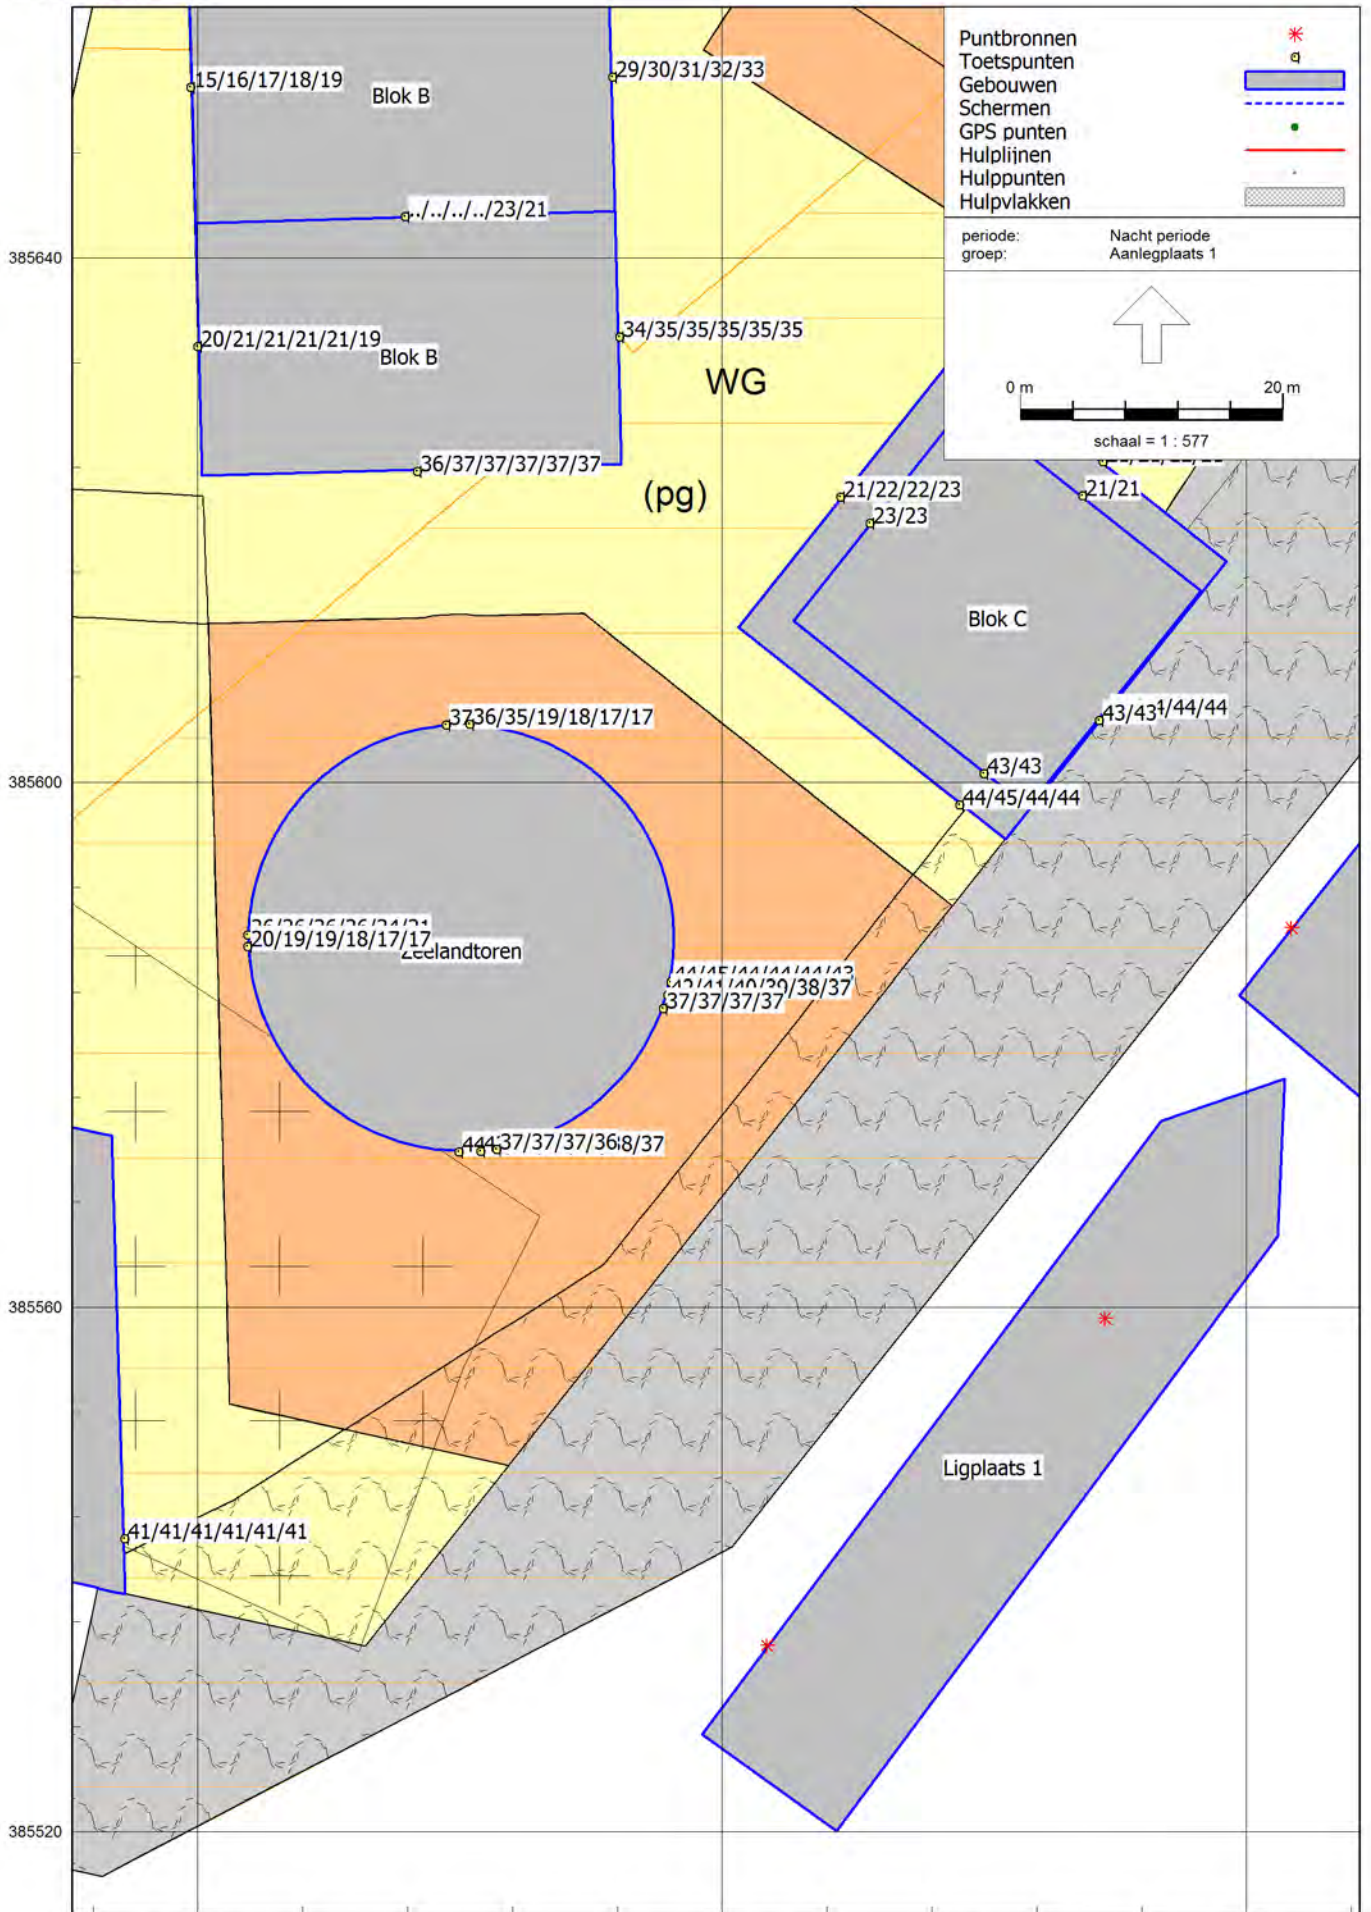 Puntbronnen
Toetspunten
Gebouwen
Schermen
GPS punten
Hulplijnen
Hulppunten
Hulpvlakken
periode: Nacht periode
groep: Aanlegplaats 1
0 m 20 m
schaal = 1 : 577
15/16/17/18/19
29/30/31/32/33
Blok B
../../../../23/21
385640
20/21/21/21/21/19
34/35/35/35/35/35
Blok B
WG
36/37/37/37/37/37
(pg)
21/22/22/23
21/21
23/23
Blok C
37
36/35/19/18/17/17
43/43
/44/44
43/43
385600
44/45/44/44
20/19/19/18/17/17
Zeelandtoren
37/37/37/37
/38/37
37/37/37/36
/37
385560
Ligplaats 1
41/41/41/41/41/41
385520